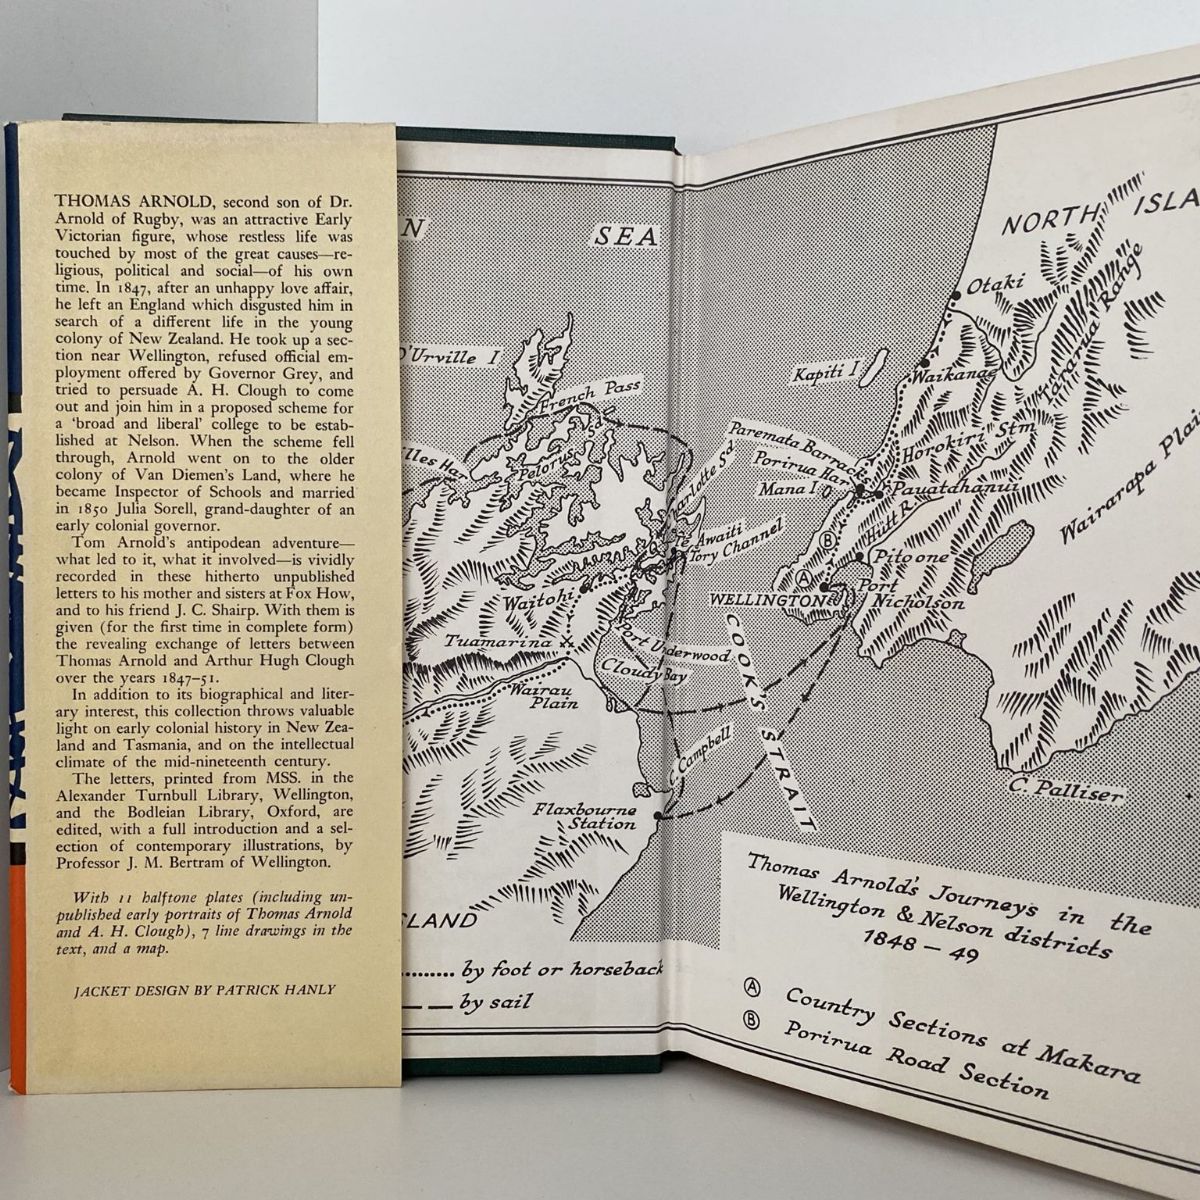 THOMAS ARNOLD, second son of Dr.
Arnold of Rugby, was an attractive Early
Victorian figure, whose restless life was
touched by most of the great causes—re-
ligious, political and social—of his own
time. In 1847, after an unhappy love affair,
he left an England which disgusted him in
search of a different life in the young
colony of New Zealand. He took up a sec-
tion near Wellington, refused official em-
ployment offered by Governor Grey, and
tried to persuade A. H. Clough to come
out and join him in a proposed scheme for
a ‘broad and liberal’ college to be estab-
lished at Nelson. When the scheme fell
through, Arnold went on to the older
colony of Van Diemen's Land, where he
became Inspector of Schools and married
in 1850 Julia Sorell, grand-daughter of an
early colonial governor.
Tom Arnold's antipodean adventure—
what led to it, what it involved—is vividly
recorded in these hitherto unpublished
letters to his mother and sisters at Fox How,
and to his friend J. C. Shairp. With them is
given (for the first time in complete form)
the revealing exchange of letters between
Thomas Arnold and Arthur Hugh Clough
over the years 1847–51.
In addition to its biographical and liter-
ary interest, this collection throws valuable
light on early colonial history in New Zea-
land and Tasmania, and on the intellectual
climate of the mid-nineteenth century.
The letters, printed from MSS. in the
Alexander Turnbull Library, Wellington,
and the Bodleian Library, Oxford, are
edited, with a full introduction and a sel-
ection of contemporary illustrations, by
Professor J. M. Bertram of Wellington.
With 11 halftone plates (including un-
published early portraits of Thomas Arnold
and A. H. Clough), 7 line drawings in the
text, and a map.
JACKET DESIGN BY PATRICK HANLY
N SEA
D'Urville I
French Pass
lles Ha
Pelorus
arlotte Sd
Te Awaiti
Tory Channel
Waitohi
Tuamarina
Port Underwood
Cloudy Bay
Wairau
Plain
C. Campbell
Flaxbourne
Station
SLAND
by foot or horseback
by sail
NORTH ISLA
Otaki
Tararua Range
Kapiti I
Waikanae
Paremata Barrack
Porirua Har
Mana I
Horokiri Stm
Pauatahanui
Hutt R.
Wairarapa Plai
B
Pitoone
A
Port
Nicholson
WELLINGTON
COOK'S STRAIT
C. Palliser
Thomas Arnold's Journeys in the
Wellington & Nelson districts
1848 – 49
A Country Sections at Makara
B Porirua Road Section